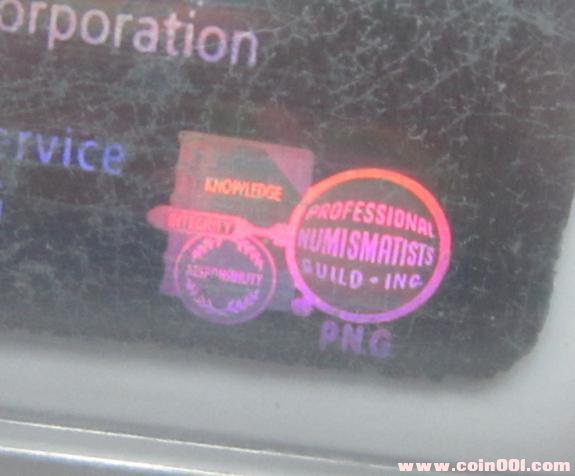 orporation
ervice
KNOWLEDGE
INTEGRITY
RESPONSIBILITY
PROFESSIONAL
NUMISMATISTS
GUILD - INC
PNG
www.coin001.com